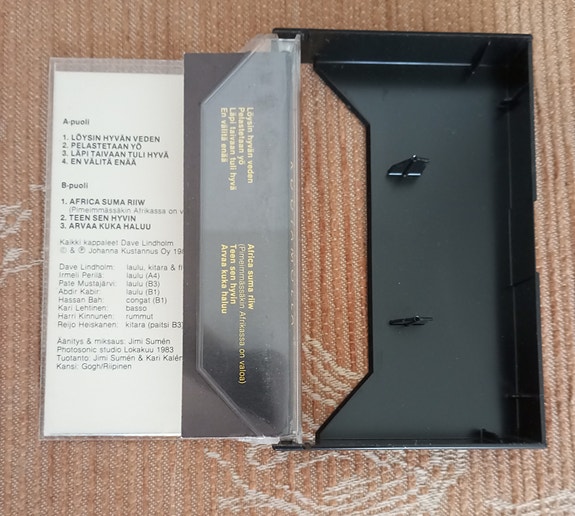 A-puoli
1. LÖYSIN HYVÄN VEDEN
2. PELASTETAAN YÖ
3. LÄPI TAIVAAN TULI HYVÄ
4. EN VÄLITÄ ENÄÄ
B-puoli
1. AFRICA SUMA RIIW
(Pimeimmässäkin Afrikassa on
2. TEEN SEN HYVIN
3. ARVAA KUKA HALUU
Kaikki kappaleet Dave Lindholm
© & ℗ Johanna Kustannus Oy
Dave Lindholm: laulu, kitara &
Irmeli Perilä: laulu (A4)
Pate Mustajärvi: laulu (B3)
Abdir Kabir: laulu (B1)
Hassan Bah: congat (B1)
Kari Lehtinen: basso
Harri Kinnunen: rummut
Reijo Heiskanen: kitara (paitsi B3)
Äänitys & miksaus: Jimi Sumén
Photosonic studio Lokakuu 1983
Tuotanto: Jimi Sumén & Kari Kalén
Kansi: Gogh/Riipinen
Löysin hyvän veden
Pelastetaan yö
Läpi taivaan tuli hyvä
En välitä enää
Africa suma riiw
(Pimeimmässäkin Afrikassa on valoa)
Teen sen hyvin
Arvaa kuka haluu